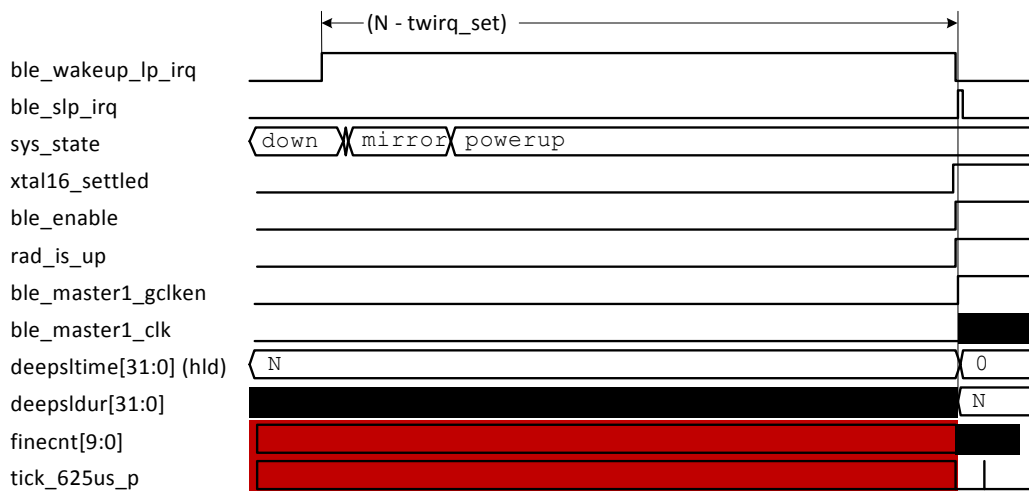 (N - twirq_set)
ble_wakeup_lp_irq
ble_slp_irq
sys_state down mirror powerup
xtal16_settled
ble_enable
rad_is_up
ble_master1_gclken
ble_master1_clk
deepsltime[31:0] (hld) N 0
deepsldur[31:0] N
finecnt[9:0]
tick_625us_p